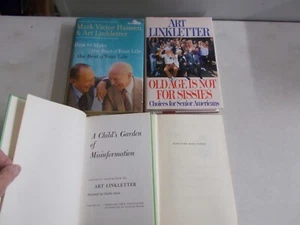 Mark Victor Hansen
& Art Linkletter
How to Make
the Rest of Your Life
the Best of Your Life
ART
LINKLETTER
OLD AGE IS NOT
FOR SISSIES
Choices for Senior Americans
A Child's Garden
of
Misinformation
ART LINKLETTER